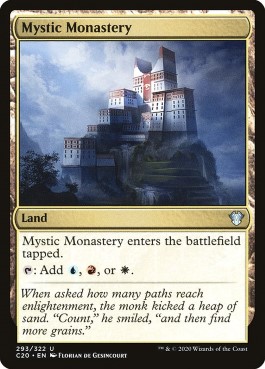 Mystic Monastery
Land
Mystic Monastery enters the battlefield
tapped.
: Add , , or .
When asked how many paths reach
enlightenment, the monk kicked a heap of
sand. “Count,” he smiled, “and then find
more grains.”
293/322 U
C20 • EN FLORIAN DE GESINCOURT
™ & © 2020 Wizards of the Coast